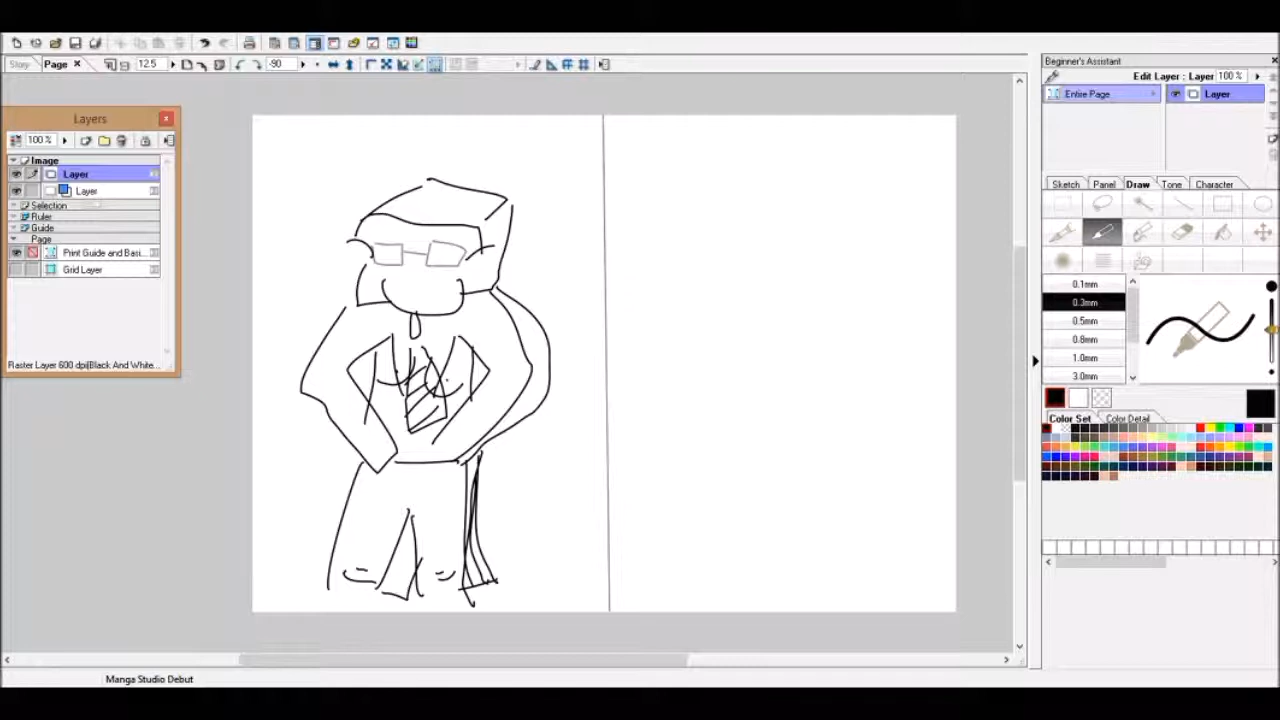 Story Page 12.5 -90
Beginner's Assistant
Edit Layer : Layer 100 %
Entire Page Layer
Layers
100 %
Image
Layer
Layer
Selection
Ruler
Guide
Page
Print Guide and Basi...
Grid Layer
Raster Layer 600 dpi(Black And White...
Sketch Panel Draw Tone Character
0.1mm
0.3mm
0.5mm
0.8mm
1.0mm
3.0mm
Color Set Color Detail
Manga Studio Debut